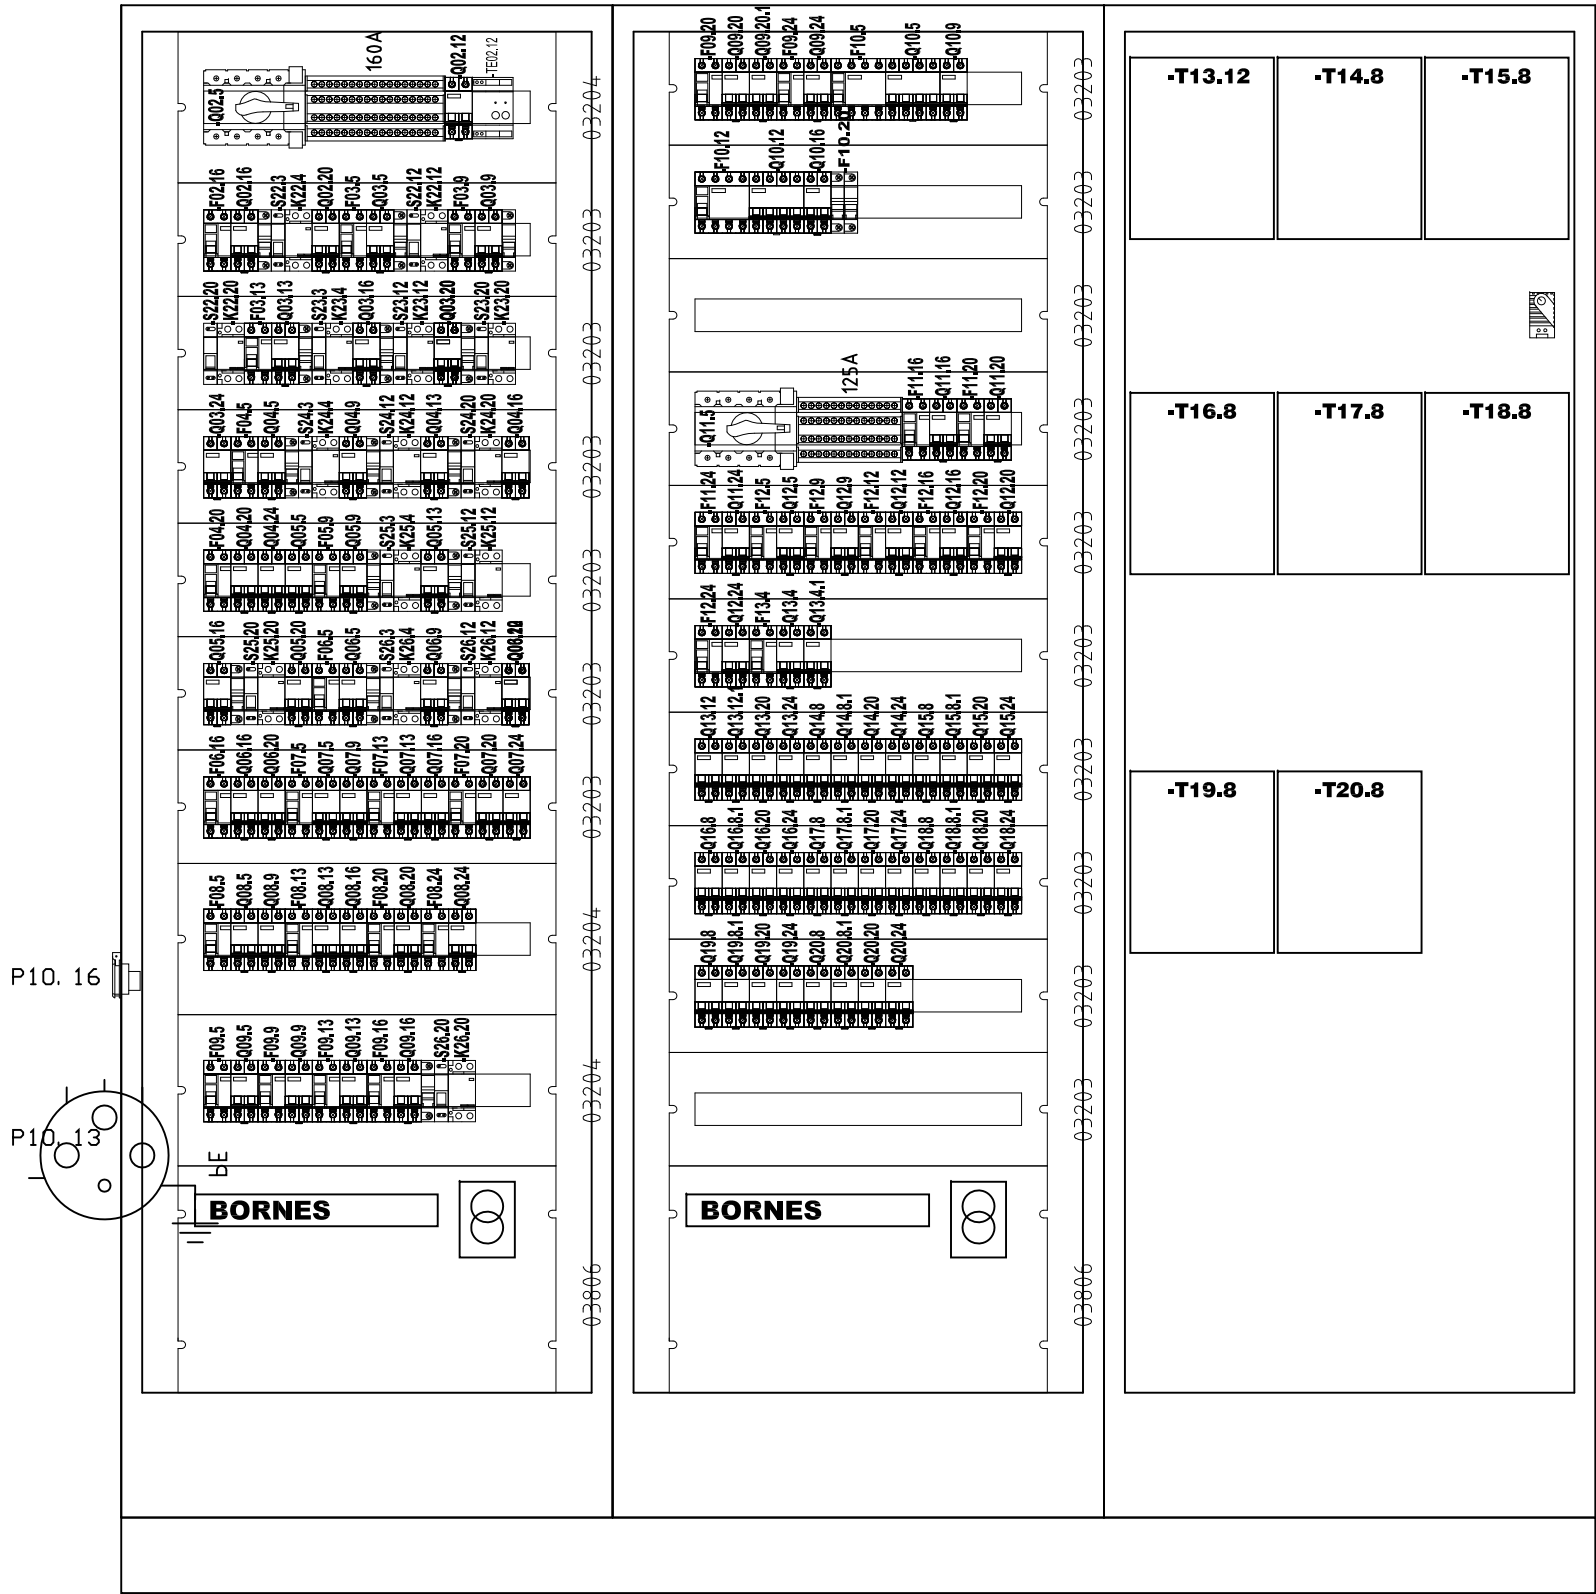 160A
-Q02.5
-Q02.12
-TE02.12
03204
-F02.16 -Q02.16 -S22.3 -K22.4 -Q02.20 -F03.5 -Q03.5 -S22.12 -K22.12 -F03.9 -Q03.9
03203
-S22.20 -K22.20 -F03.13 -Q03.13 -S23.3 -K23.4 -Q03.16 -S23.12 -K23.12 -Q03.20 -S23.20 -K23.20
03203
-Q03.24 -F04.5 -Q04.5 -S24.3 -K24.4 -Q04.9 -S24.12 -K24.12 -Q04.13 -S24.20 -K24.20 -Q04.16
03203
-F04.20 -Q04.20 -Q04.24 -Q05.5 -F05.9 -Q05.9 -S25.3 -K25.4 -Q05.13 -S25.12 -K25.12
03203
-Q05.16 -S25.20 -K25.20 -Q05.20 -F06.5 -Q06.5 -S26.3 -K26.4 -Q06.9 -S26.12 -K26.12
03203
-F06.16 -Q06.16 -Q06.20 -F07.5 -Q07.5 -Q07.9 -F07.13 -Q07.13 -Q07.16 -F07.20 -Q07.20 -Q07.24
03203
-F08.5 -Q08.5 -Q08.9 -F08.13 -Q08.13 -Q08.16 -F08.20 -Q08.20 -F08.24 -Q08.24
03204
P10.16
-F09.5 -Q09.5 -F09.9 -Q09.9 -F09.13 -Q09.13 -F09.16 -Q09.16 -S26.20 -K26.20
03204
P10.13
PE
BORNES
03806
-F09.20 -Q09.20 -Q09.20.1 -F09.24 -Q09.24 -F10.5 -Q10.5 -Q10.9
03203
-F10.12 -Q10.12 -Q10.16 -F10.20
03203
03203
125A
-Q11.5
-F11.16 -Q11.16 -F11.20 -Q11.20
03203
-F11.24 -Q11.24 -F12.5 -Q12.5 -F12.9 -Q12.9 -F12.12 -Q12.12 -F12.16 -Q12.16 -F12.20 -Q12.20
03203
-F12.24 -Q12.24 -F13.4 -Q13.4 -Q13.4.1
03203
-Q13.12 -Q13.12.1 -Q13.20 -Q13.24 -Q14.8 -Q14.8.1 -Q14.20 -Q14.24 -Q15.8 -Q15.8.1 -Q15.20 -Q15.24
03203
-Q16.8 -Q16.8.1 -Q16.20 -Q16.24 -Q17.8 -Q17.8.1 -Q17.20 -Q17.24 -Q18.8 -Q18.8.1 -Q18.20 -Q18.24
03203
-Q19.8 -Q19.8.1 -Q19.20 -Q19.24 -Q20.8 -Q20.8.1 -Q20.20 -Q20.24
03203
03203
BORNES
03806
-T13.12 -T14.8 -T15.8
-T16.8 -T17.8 -T18.8
-T19.8 -T20.8